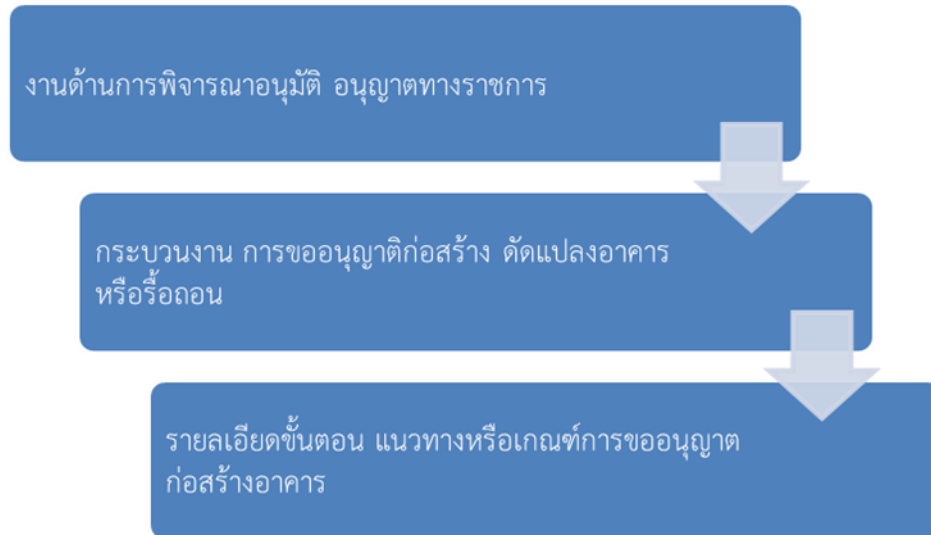 งานด้านการพิจารณาอนุมัติ อนุญาตทางราชการ
กระบวนงาน การขออนุญาติก่อสร้าง ดัดแปลงอาคาร
หรือรื้อถอน
รายลเอียดขั้นตอน แนวทางหรือเกณฑ์การขออนุญาต
ก่อสร้างอาคาร